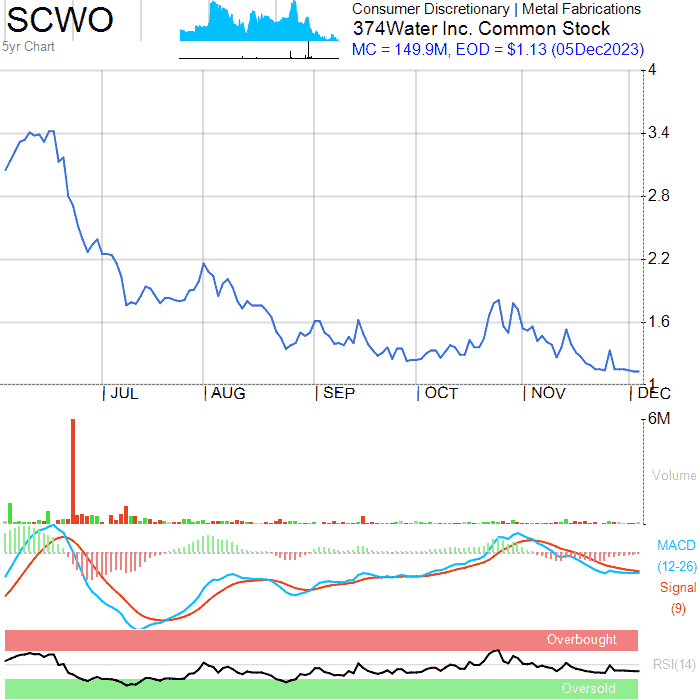 SCWO
5yr Chart
Consumer Discretionary | Metal Fabrications
374Water Inc. Common Stock
MC = 149.9M, EOD = $1.13 (05Dec2023)
4
3.4
2.8
2.2
1.6
1
JUL AUG SEP OCT NOV DEC
6M
Volume
MACD
(12-26)
Signal
(9)
Overbought
RSI(14)
Oversold